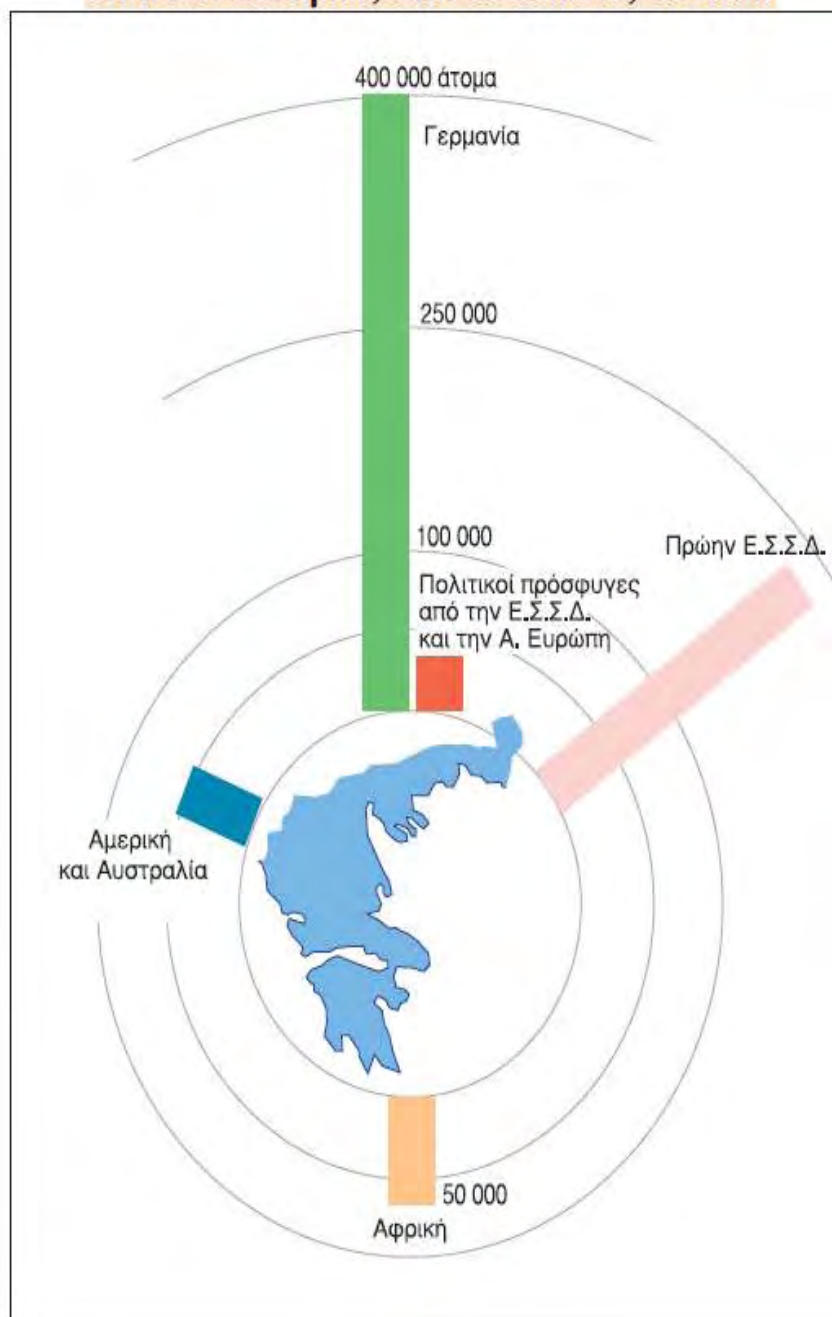 400 000 άτομα
Γερμανία
250 000
100 000
Πρώην Ε.Σ.Σ.Δ.
Πολιτικοί πρόσφυγες
από την Ε.Σ.Σ.Δ.
και την Α. Ευρώπη
Αμερική
και Αυστραλία
50 000
Αφρική